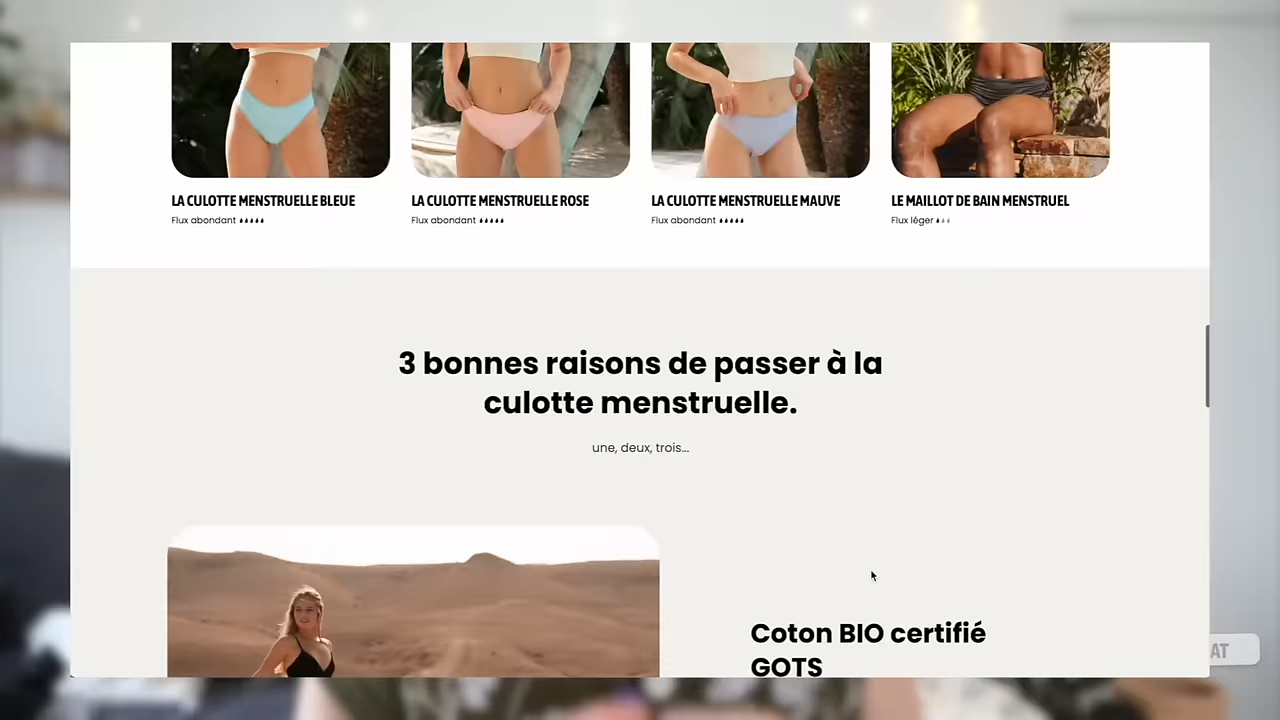 LA CULOTTE MENSTRUELLE BLEUE
Flux abondant
LA CULOTTE MENSTRUELLE ROSE
Flux abondant
LA CULOTTE MENSTRUELLE MAUVE
Flux abondant
LE MAILLOT DE BAIN MENSTRUEL
Flux léger
3 bonnes raisons de passer à la
culotte menstruelle.
une, deux, trois...
Coton BIO certifié
GOTS
AT